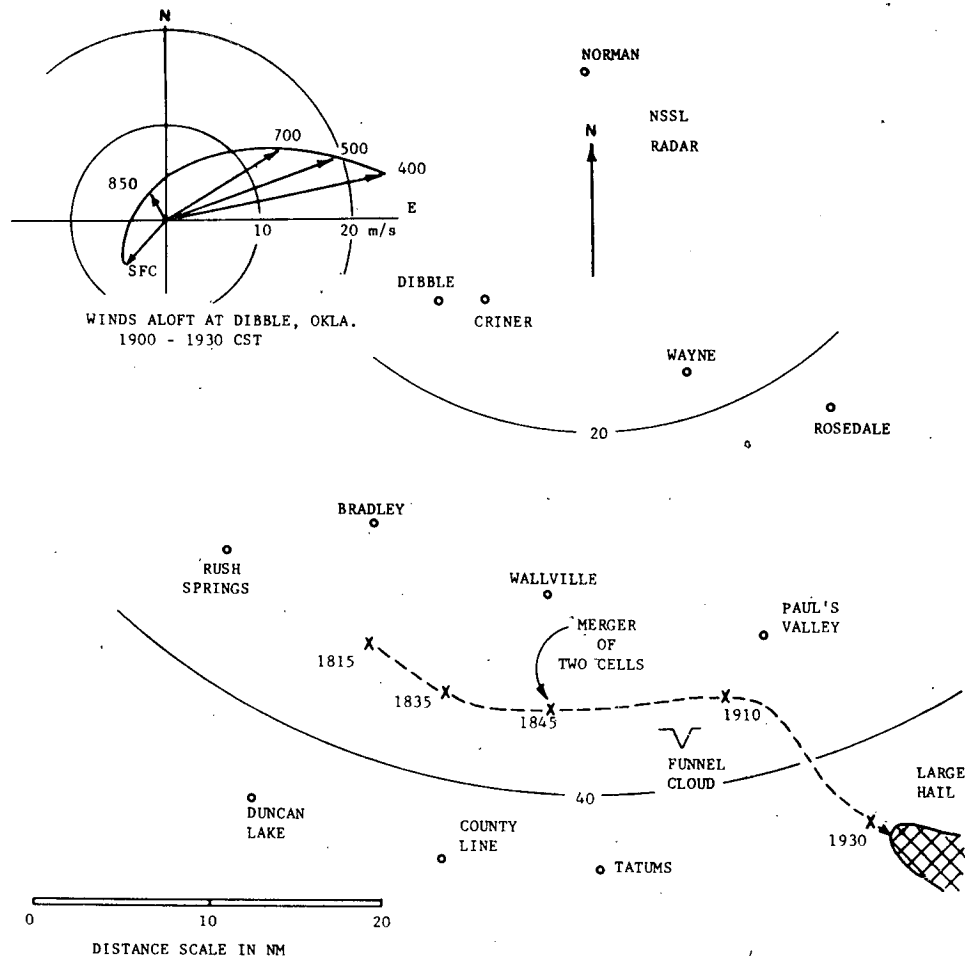 N
700
500
400
850
E
10
20
m/s
SFC
WINDS ALOFT AT DIBBLE, OKLA.
1900 - 1930 CST
NORMAN
NSSL
RADAR
N
DIBBLE
CRINER
WAYNE
ROSEDALE
20
BRADLEY
RUSH
SPRINGS
WALLVILLE
PAUL'S
VALLEY
MERGER
OF
TWO CELLS
1815
1835
1845
1910
FUNNEL
CLOUD
LARGE
HAIL
40
1930
DUNCAN
LAKE
COUNTY
LINE
TATUMS
0
10
20
DISTANCE SCALE IN NM